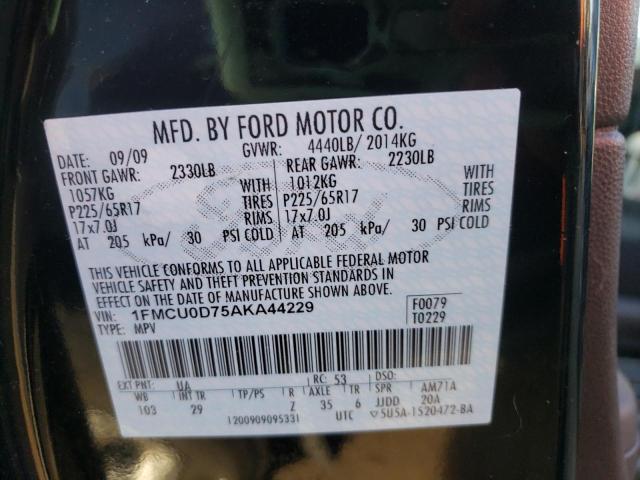 MFD. BY FORD MOTOR CO.
DATE: 09/09 GVWR: 4440LB/ 2014KG
FRONT GAWR: 2330LB REAR GAWR: 2230LB
1057KG WITH 1012KG WITH
P225/65R17 TIRES P225/65R17 TIRES
17x7.0J RIMS 17x7.0J RIMS
AT 205 kPa/ 30 PSI COLD AT 205 kPa/ 30 PSI COLD
THIS VEHICLE CONFORMS TO ALL APPLICABLE FEDERAL MOTOR
VEHICLE SAFETY AND THEFT PREVENTION STANDARDS IN
EFFECT ON THE DATE OF MANUFACTURE SHOWN ABOVE.
VIN: 1FMCU0D75AKA44229 F0079
TYPE: MPV T0229
EXT PNT: UA RC: 53 DSO:
WB INT TR TP/PS R AXLE TR SPR AM71A
103 29 Z 35 6 JJDD 20A
1200909095331 UTC ▽5U5A-1520472-BA